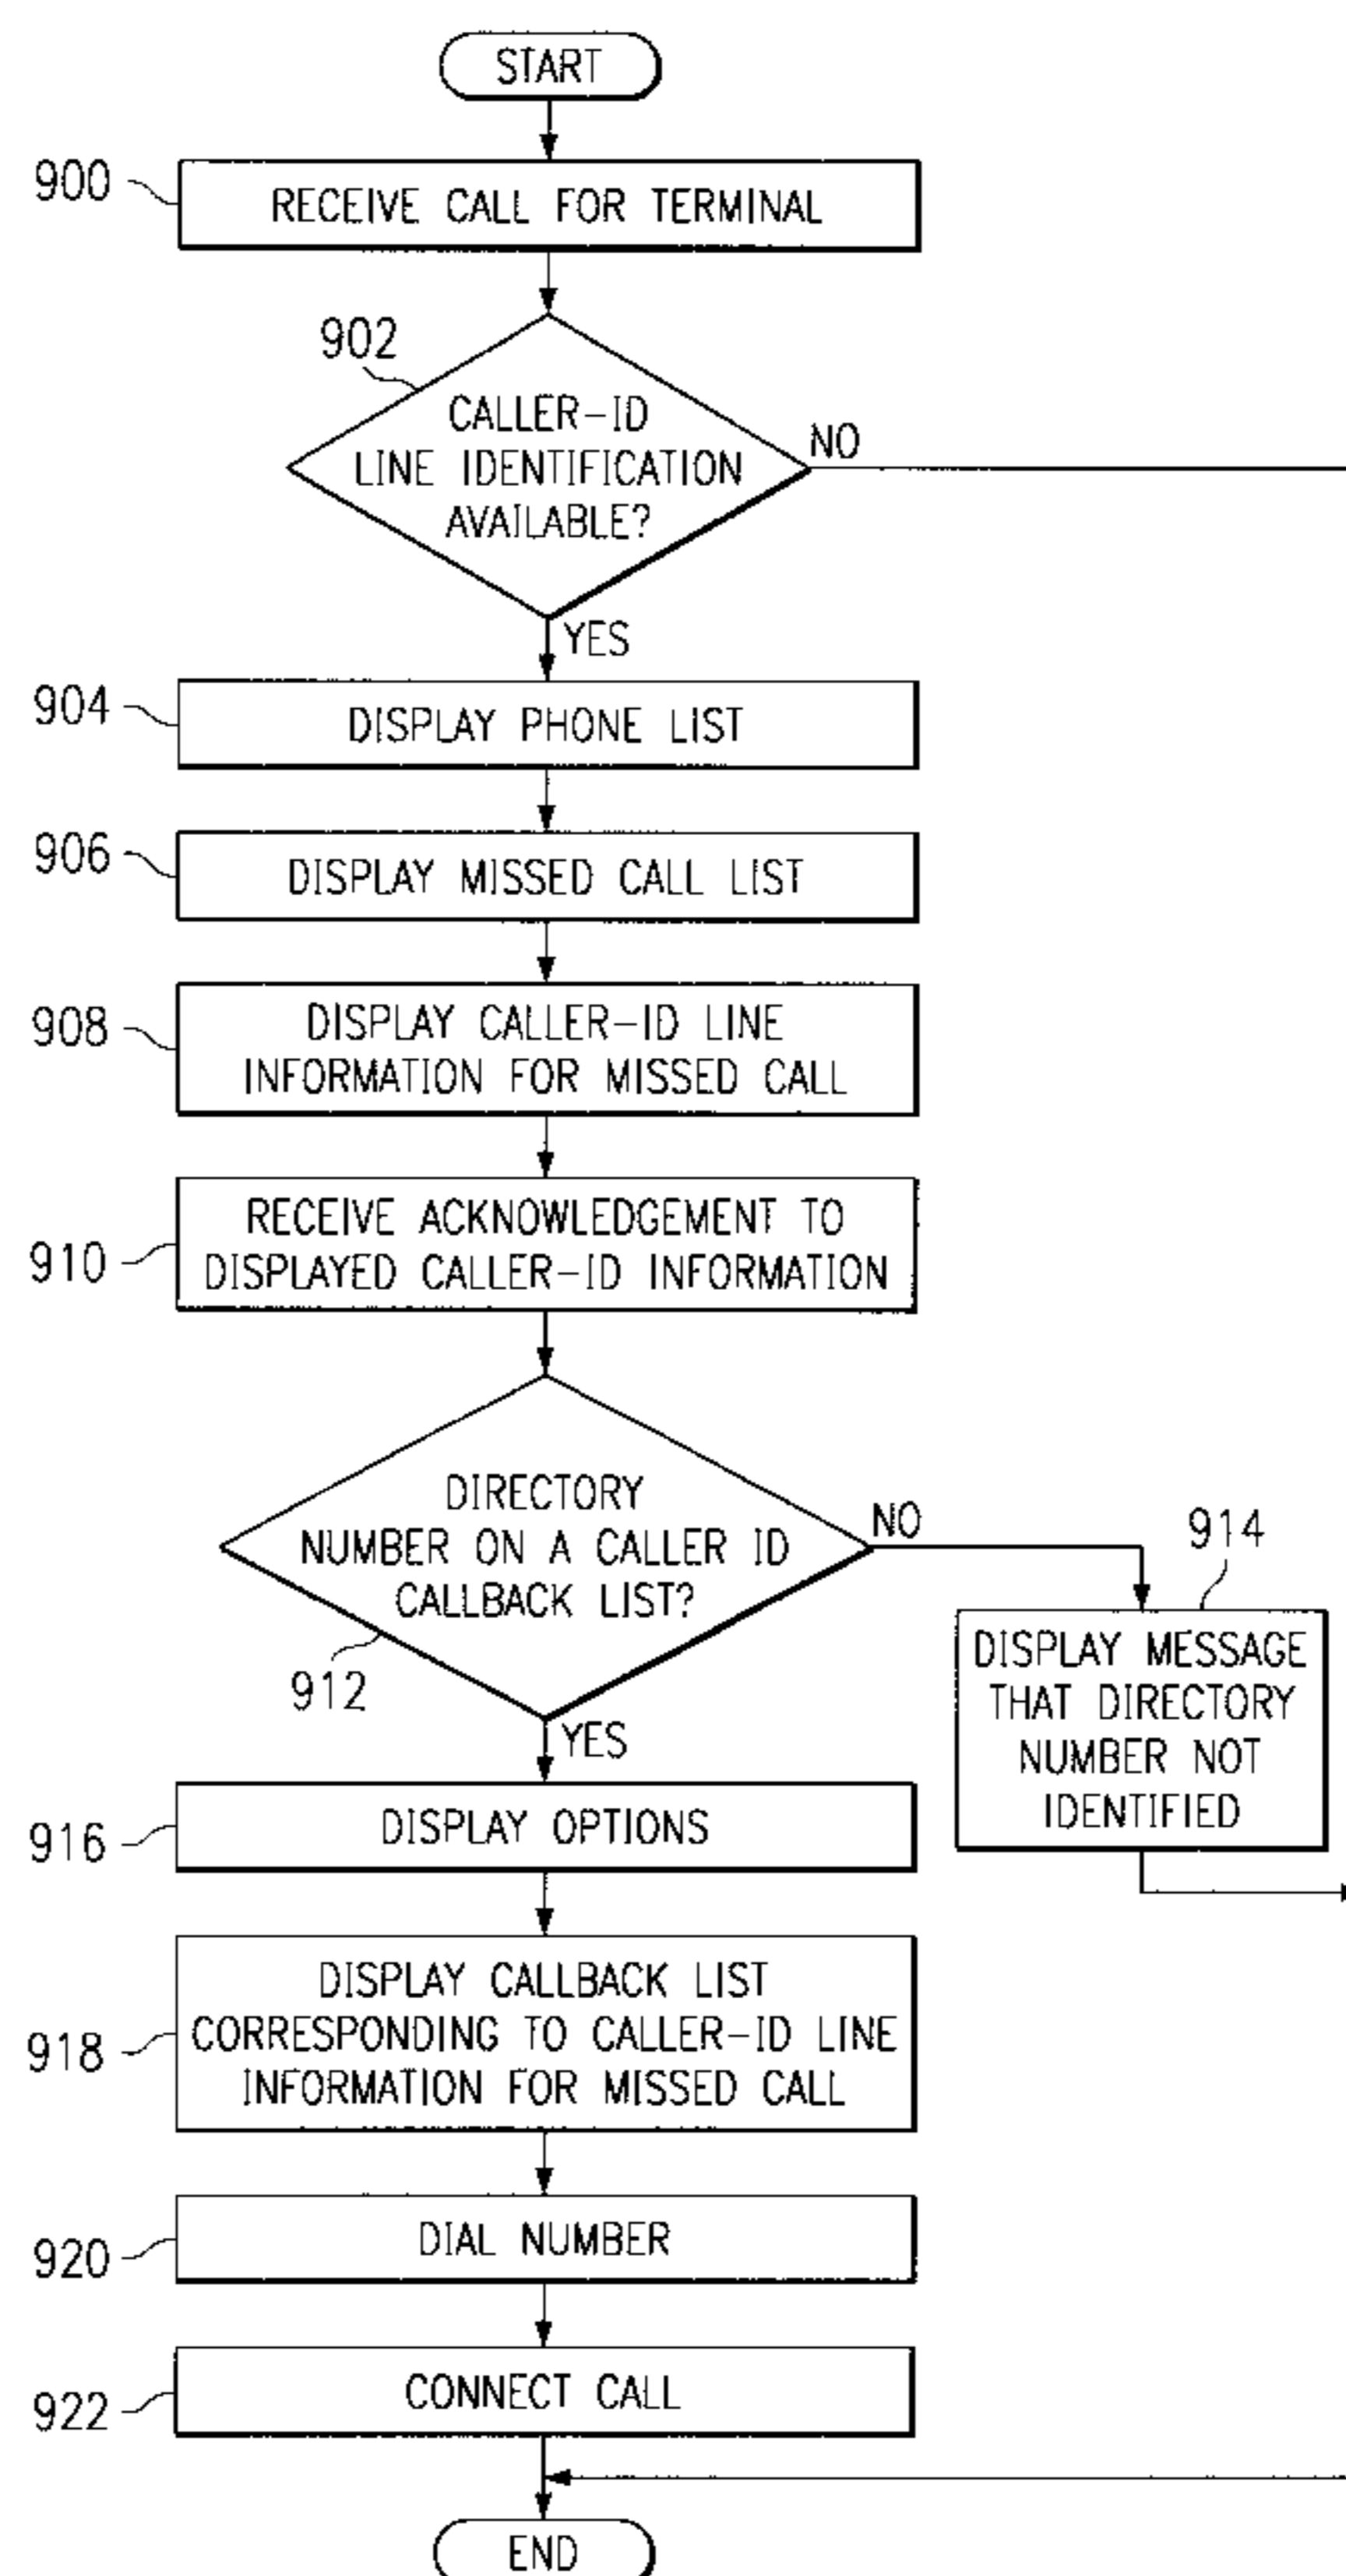 START
900
RECEIVE CALL FOR TERMINAL
902
CALLER-ID
LINE IDENTIFICATION
AVAILABLE?
NO
YES
904
DISPLAY PHONE LIST
906
DISPLAY MISSED CALL LIST
908
DISPLAY CALLER-ID LINE
INFORMATION FOR MISSED CALL
910
RECEIVE ACKNOWLEDGEMENT TO
DISPLAYED CALLER-ID INFORMATION
DIRECTORY
NUMBER ON A CALLER ID
CALLBACK LIST?
912
NO
914
DISPLAY MESSAGE
THAT DIRECTORY
NUMBER NOT
IDENTIFIED
YES
916
DISPLAY OPTIONS
918
DISPLAY CALLBACK LIST
CORRESPONDING TO CALLER-ID LINE
INFORMATION FOR MISSED CALL
920
DIAL NUMBER
922
CONNECT CALL
END